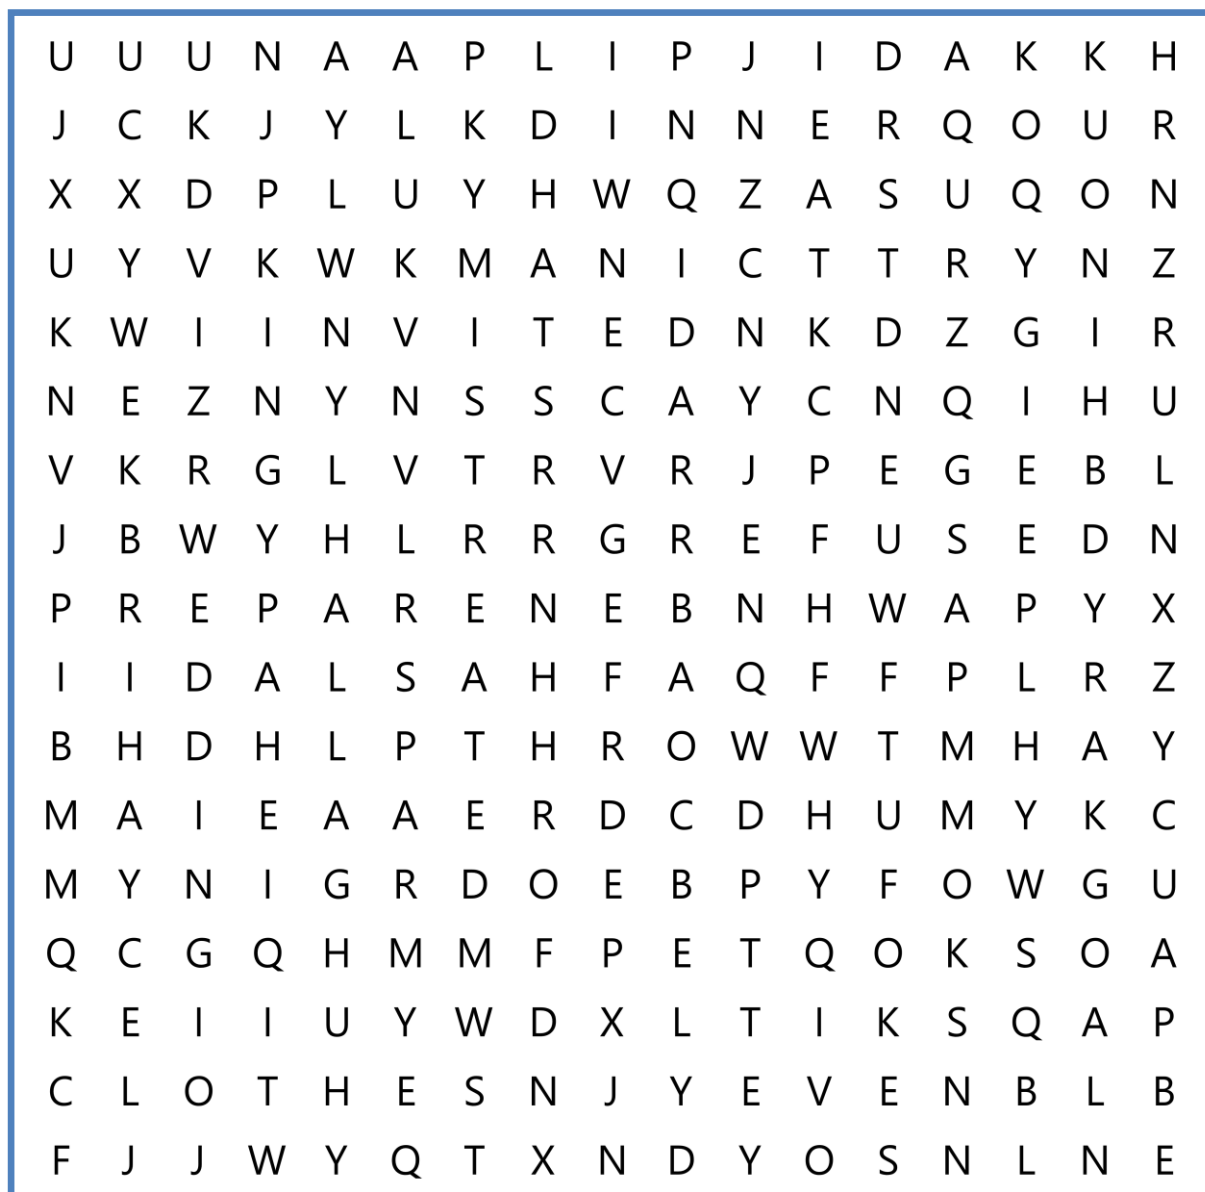 U U U N A A P L I P J I D A K K H
J C K J Y L K D I N N E R Q O U R
X X D P L U Y H W Q Z A S U Q O N
U Y V K W K M A N I C T T R Y N Z
K W I I N V I T E D N K D Z G I R
N E Z N Y N S S C A Y C N Q I H U
V K R G L V T R V R J P E G E B L
J B W Y H L R R G R E F U S E D N
P R E P A R E N E B N H W A P Y X
I I D A L S A H F A Q F F P L R Z
B H D H L P T H R O W W T M H A Y
M A I E A A E R D C D H U M Y K C
M Y N I G R D O E B P Y F O W G U
Q C G Q H M M F P E T Q O K S O A
K E I I U Y W D X L T I K S Q A P
C L O T H E S N J Y E V E N B L B
F J J W Y Q T X N D Y O S N L N E